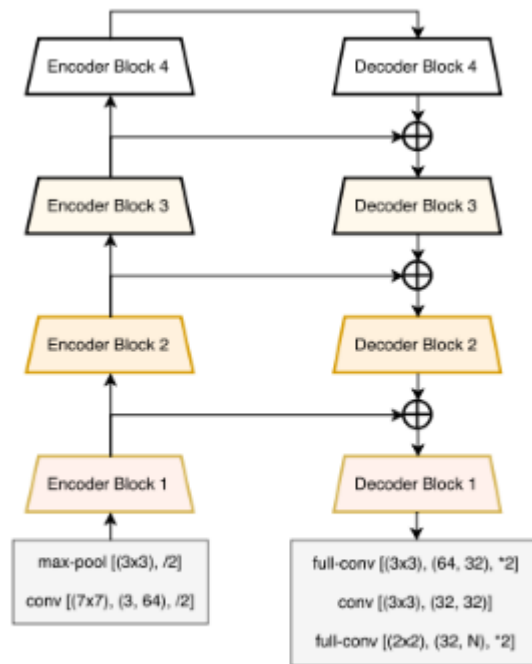 Encoder Block 4
Decoder Block 4
Encoder Block 3
Decoder Block 3
Encoder Block 2
Decoder Block 2
Encoder Block 1
Decoder Block 1
max-pool [(3x3), /2]
conv [(7x7), (3, 64), /2]
full-conv [(3x3), (64, 32), *2]
conv [(3x3), (32, 32)]
full-conv [(2x2), (32, N), *2]